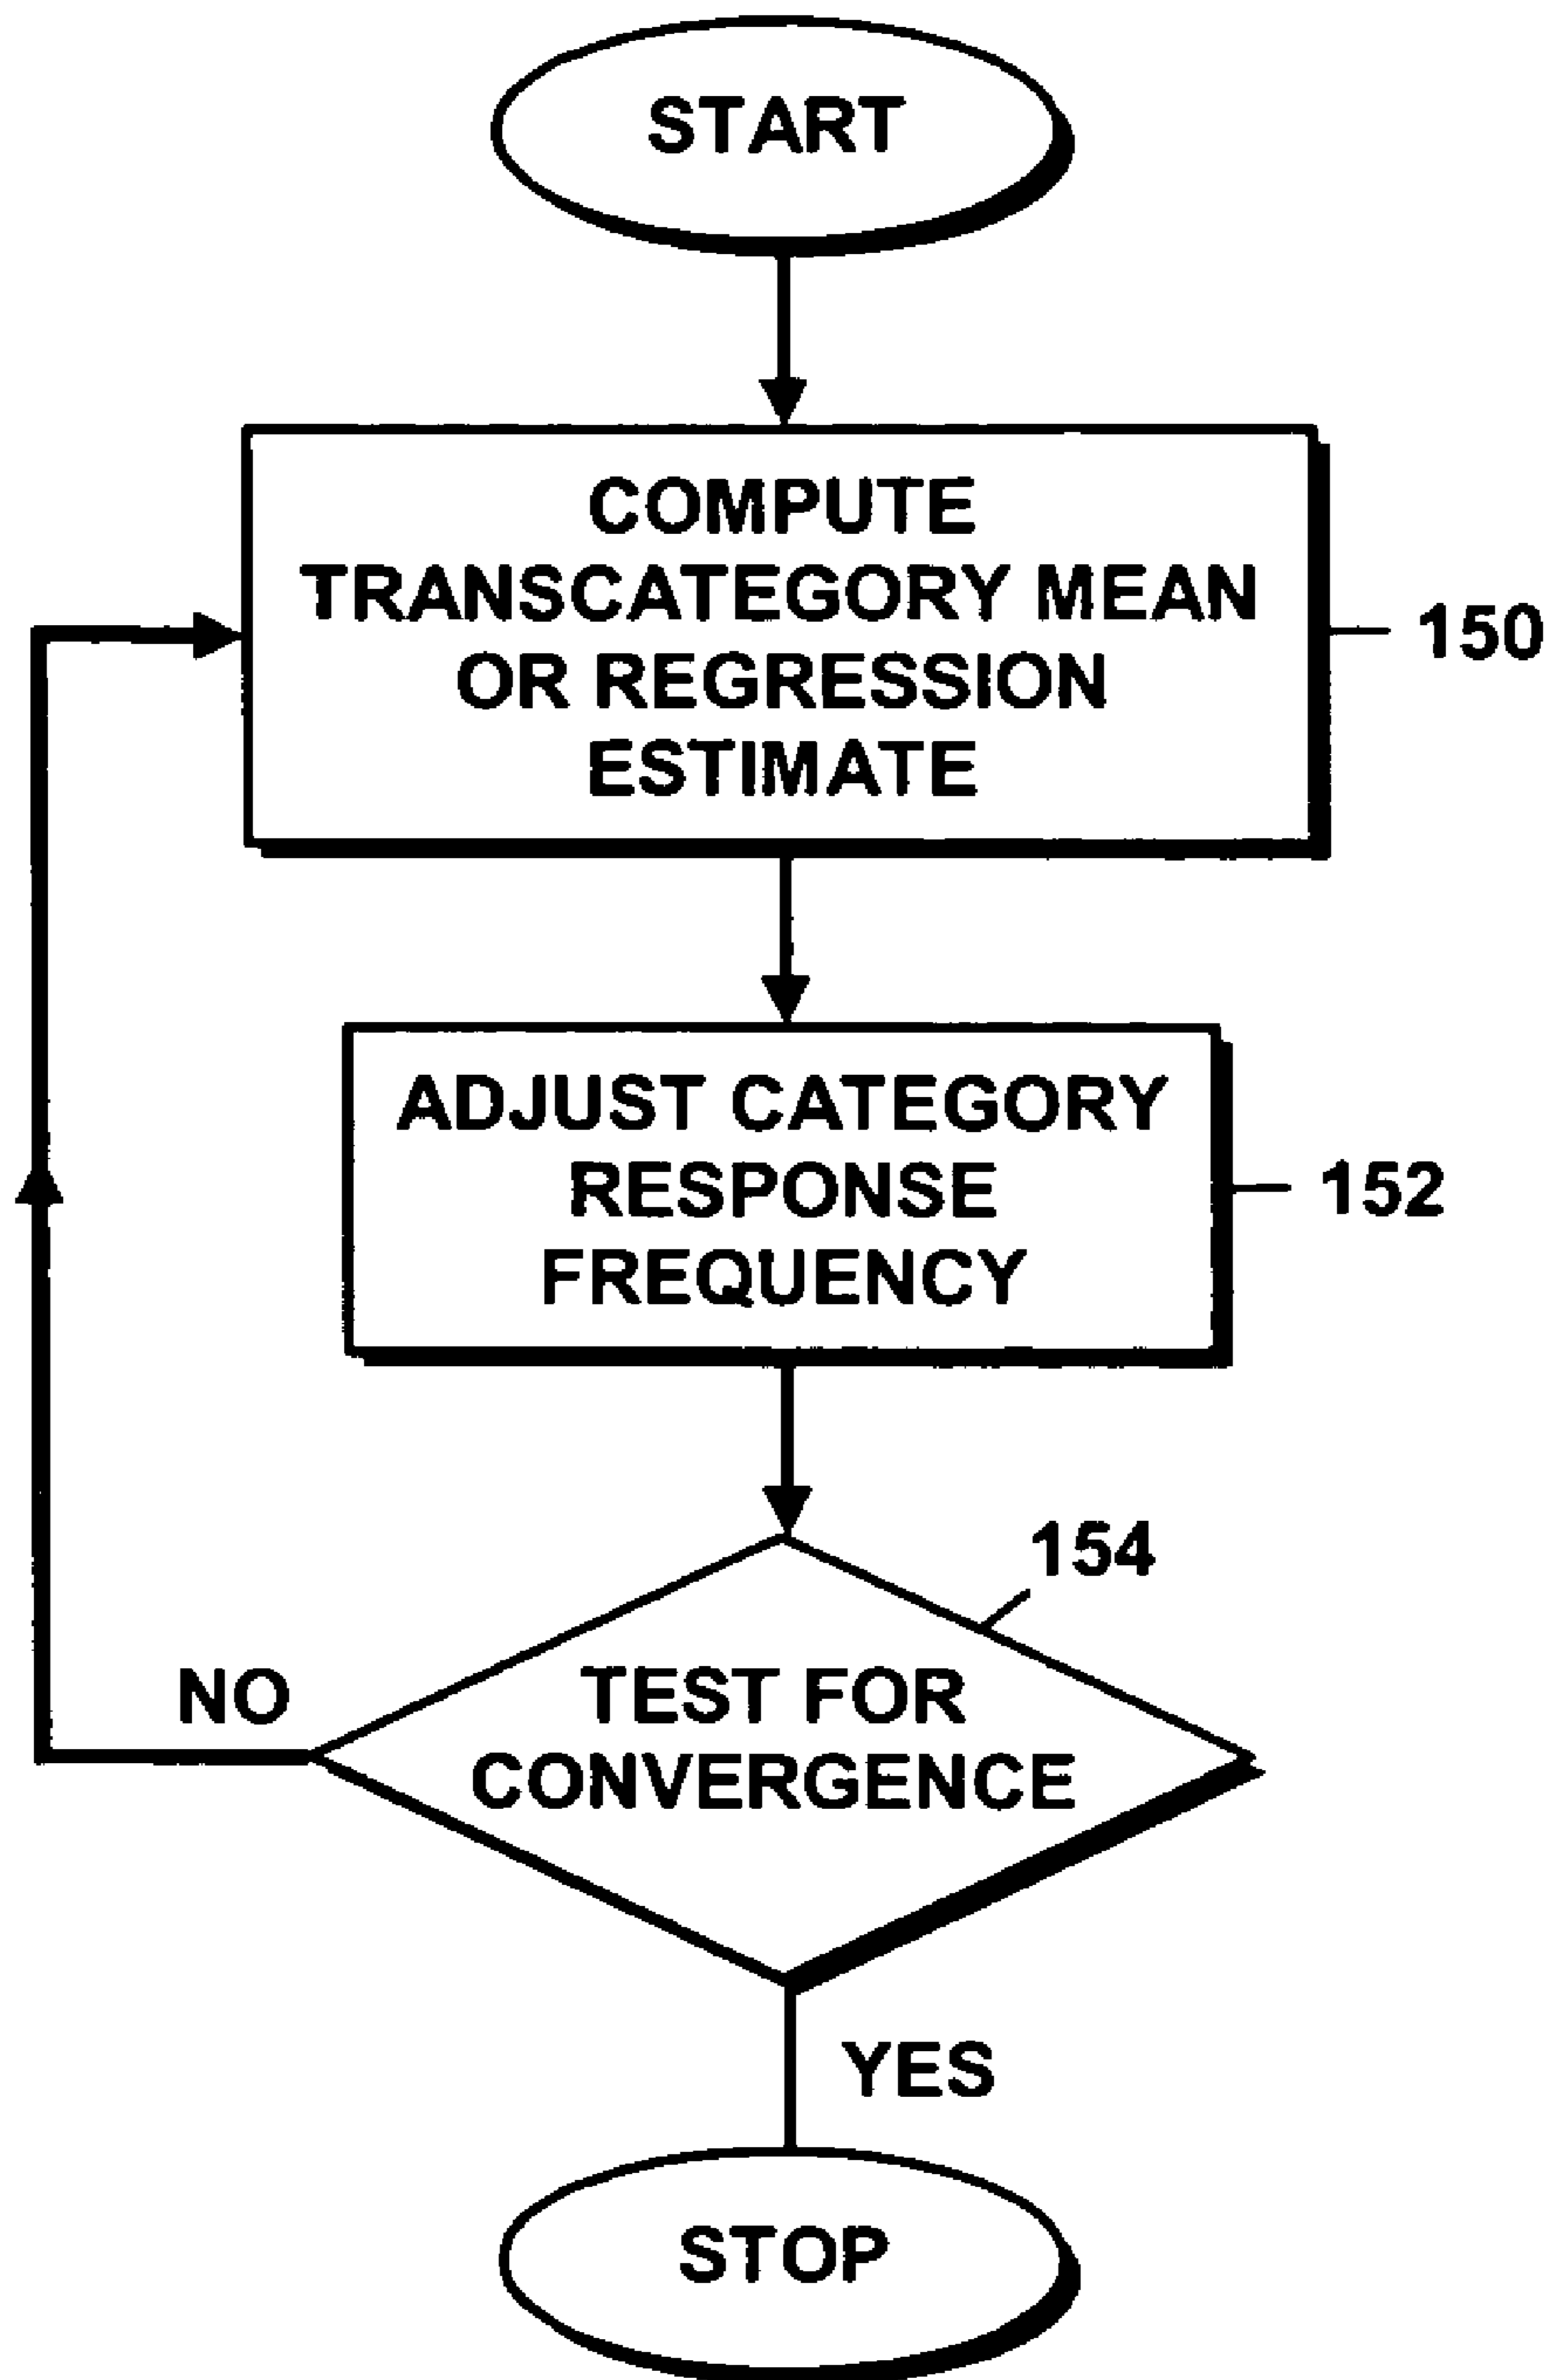 START
COMPUTE
TRANSCATEGORY MEAN
OR REGRESSION
ESTIMATE
150
ADJUST CATEGORY
RESPONSE
FREQUENCY
152
154
TEST FOR
CONVERGENCE
NO
YES
STOP